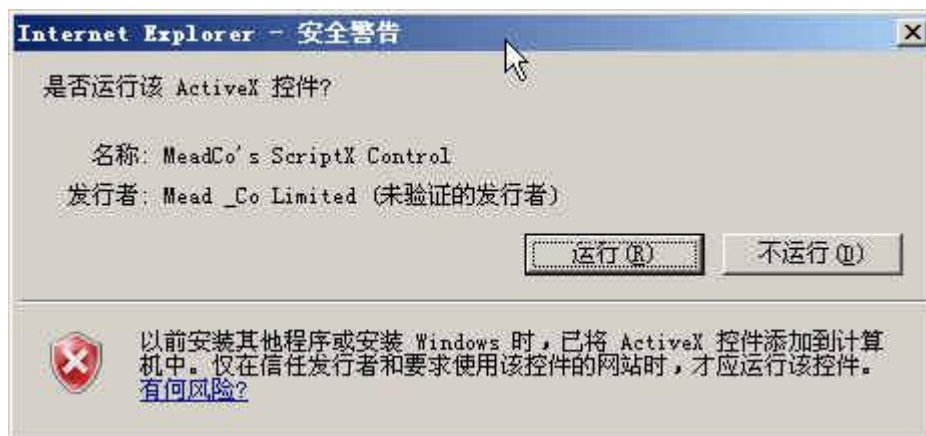 Internet Explorer - 安全警告
是否运行该 ActiveX 控件?
名称: MeadCo's ScriptX Control
发行者: Mead _Co Limited (未验证的发行者)
运行(R) 不运行(D)
以前安装其他程序或安装 Windows 时，已将 ActiveX 控件添加到计算
机中。仅在信任发行者和要求使用该控件的网站时，才应运行该控件。
有何风险?